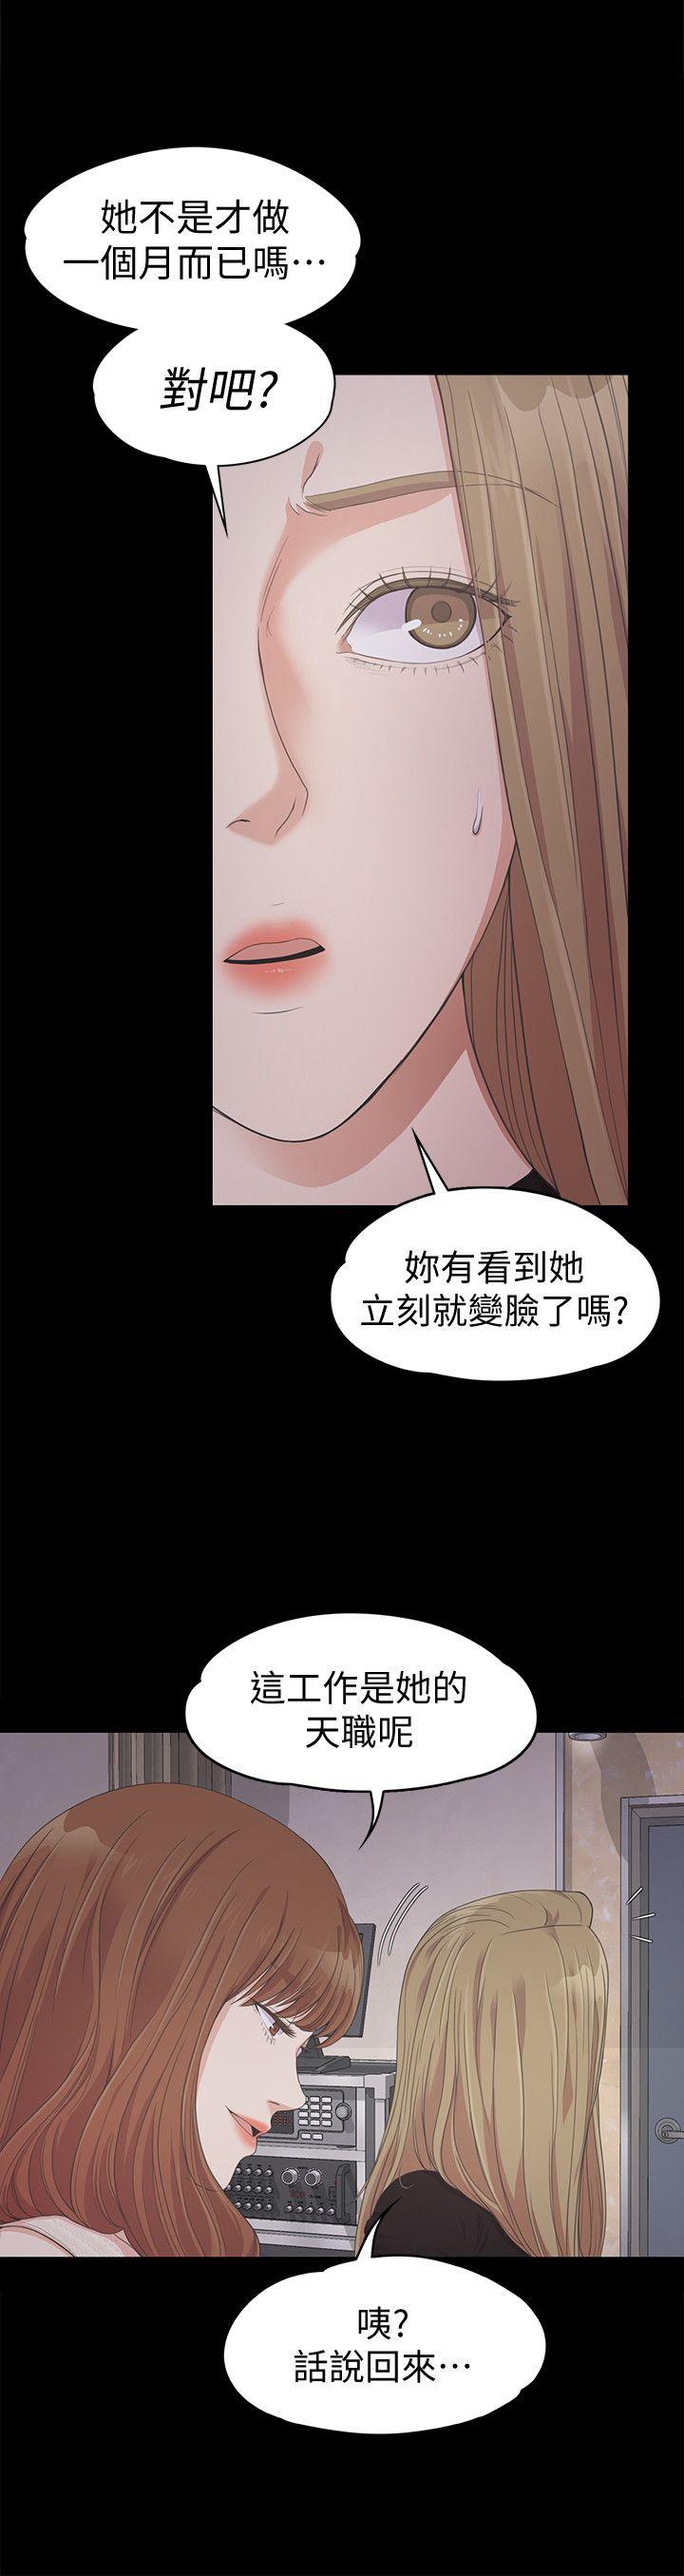 她不是才做
一個月而已嗎…
對吧?
妳有看到她
立刻就變臉了嗎?
這工作是她的
天職呢
咦?
話說回來…